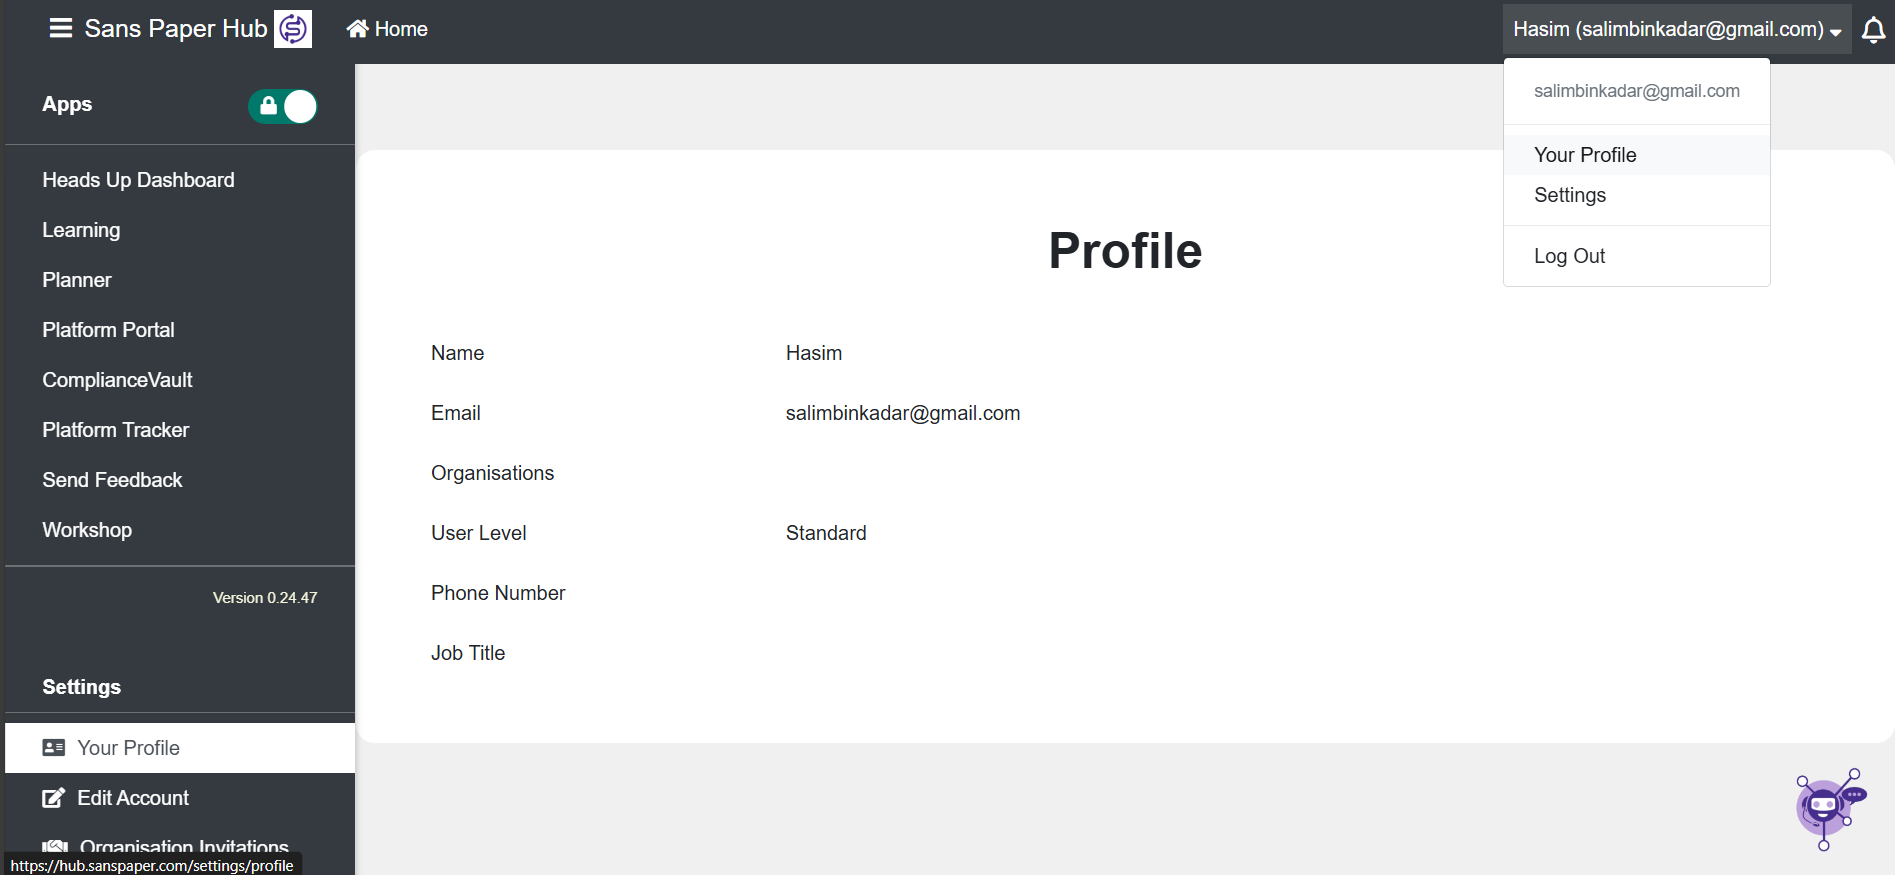 Sans Paper Hub
Home
Hasim (salimbinkadar@gmail.com)
salimbinkadar@gmail.com
Your Profile
Settings
Log Out
Apps
Heads Up Dashboard
Learning
Planner
Platform Portal
ComplianceVault
Platform Tracker
Send Feedback
Workshop
Version 0.24.47
Settings
Your Profile
Edit Account
Organisation Invitations
https://hub.sanspaper.com/settings/profile
Profile
Name Hasim
Email salimbinkadar@gmail.com
Organisations
User Level Standard
Phone Number
Job Title